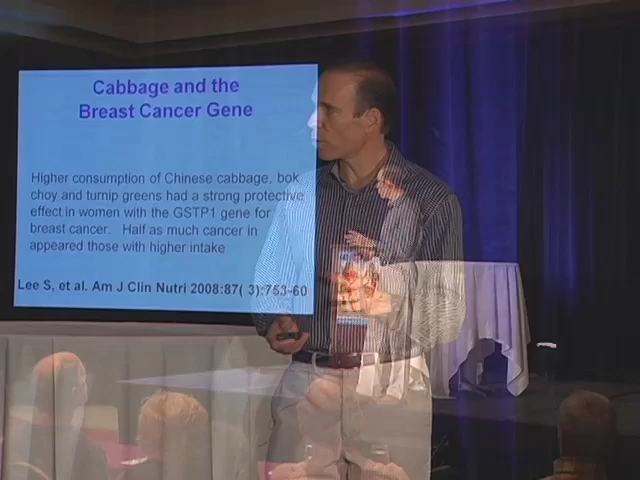 Cabbage and the
Breast Cancer Gene
Higher consumption of Chinese cabbage, bok
choy and turnip greens had a strong protective
effect in women with the GSTP1 gene for
breast cancer. Half as much cancer in
appeared those with higher intake
Lee S, et al. Am J Clin Nutri 2008:87( 3):753-60